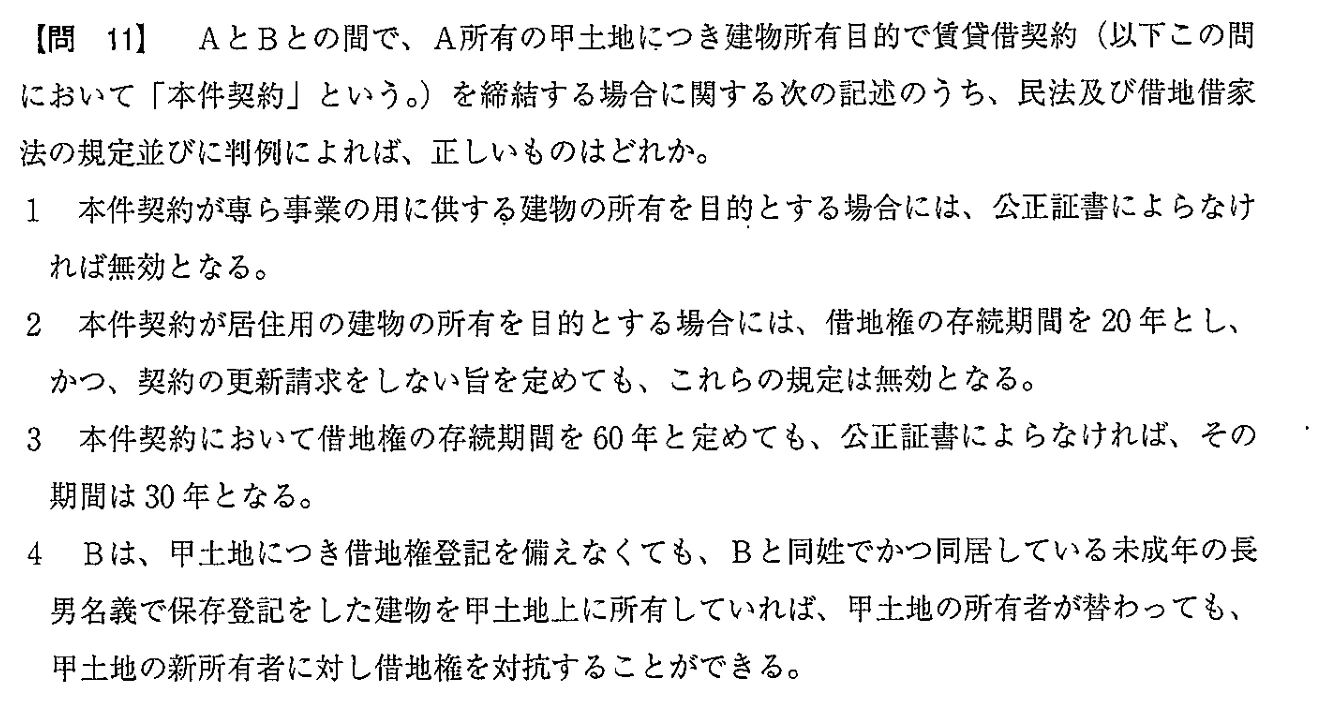 【問 11】 AとBとの間で、A所有の甲土地につき建物所有目的で賃貸借契約（以下この問
において「本件契約」という。）を締結する場合に関する次の記述のうち、民法及び借地借家
法の規定並びに判例によれば、正しいものはどれか。
1 本件契約が専ら事業の用に供する建物の所有を目的とする場合には、公正証書によらなけ
れば無効となる。
2 本件契約が居住用の建物の所有を目的とする場合には、借地権の存続期間を20年とし、
かつ、契約の更新請求をしない旨を定めても、これらの規定は無効となる。
3 本件契約において借地権の存続期間を60年と定めても、公正証書によらなければ、その
期間は30年となる。
4 Bは、甲土地につき借地権登記を備えなくても、Bと同姓でかつ同居している未成年の長
男名義で保存登記をした建物を甲土地上に所有していれば、甲土地の所有者が替わっても、
甲土地の新所有者に対し借地権を対抗することができる。